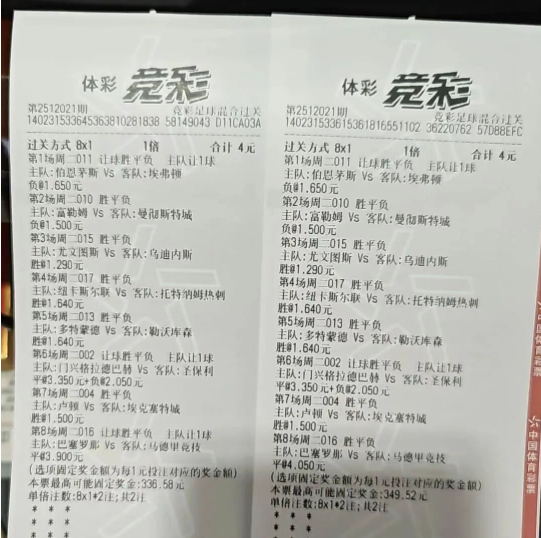 体彩 竞彩
第2512021期 竞彩足球混合过关
140231533645363810281838 58149043 D11CA03A
过关方式 8x1 1倍 合计 4元
第1场周二011 让球胜平负 主队让1球
主队:伯恩茅斯 Vs 客队:埃弗顿
负@1.650元
第2场周二010 胜平负
主队:富勒姆 Vs 客队:曼彻斯特城
负@1.500元
第3场周二015 胜平负
主队:尤文图斯 Vs 客队:乌迪内斯
胜@1.290元
第4场周二017 胜平负
主队:纽卡斯尔联 Vs 客队:托特纳姆热刺
胜@1.640元
第5场周二013 胜平负
主队:多特蒙德 Vs 客队:勒沃库森
胜@1.640元
第6场周二002 让球胜平负 主队让1球
主队:门兴格拉德巴赫 Vs 客队:圣保利
平@3.350元+负@2.050元
第7场周二004 胜平负
主队:卢顿 Vs 客队:埃克塞特城
胜@1.500元
第8场周二016 让球胜平负 主队让1球
主队:巴塞罗那 Vs 客队:马德里竞技
平@3.900元
(选项固定奖金额为每1元投注对应的奖金额)
本票最高可能固定奖金:336.58元
单倍注数:8x1*2注;共2注
* * *
* * *
* * *
体彩 竞彩
第2512021期 竞彩足球混合过关
140231533615361816551102 36220762 57D88EFC
过关方式 8x1 1倍 合计 4元
第1场周二011 让球胜平负 主队让1球
主队:伯恩茅斯 Vs 客队:埃弗顿
负@1.650元
第2场周二010 胜平负
主队:富勒姆 Vs 客队:曼彻斯特城
负@1.500元
第3场周二015 胜平负
主队:尤文图斯 Vs 客队:乌迪内斯
胜@1.290元
第4场周二017 胜平负
主队:纽卡斯尔联 Vs 客队:托特纳姆热刺
胜@1.640元
第5场周二013 胜平负
主队:多特蒙德 Vs 客队:勒沃库森
胜@1.640元
第6场周二002 让球胜平负 主队让1球
主队:门兴格拉德巴赫 Vs 客队:圣保利
平@3.350元+负@2.050元
第7场周二004 胜平负
主队:卢顿 Vs 客队:埃克塞特城
胜@1.500元
第8场周二016 胜平负
主队:巴塞罗那 Vs 客队:马德里竞技
平@4.050元
(选项固定奖金额为每1元投注对应的奖金额)
本票最高可能固定奖金:349.52元
单倍注数:8x1*2注;共2注
* * *
* * *
中国体育彩票